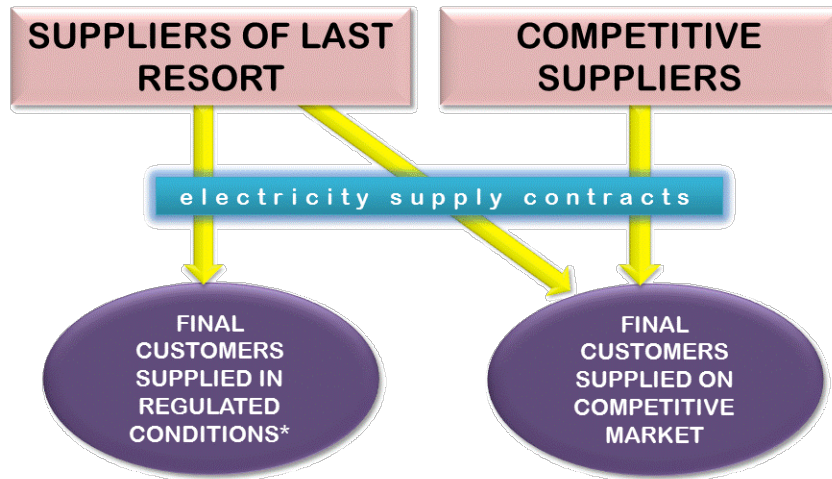 SUPPLIERS OF LAST
RESORT
COMPETITIVE
SUPPLIERS
electricity supply contracts
FINAL
CUSTOMERS
SUPPLIED IN
REGULATED
CONDITIONS*
FINAL
CUSTOMERS
SUPPLIED ON
COMPETITIVE
MARKET